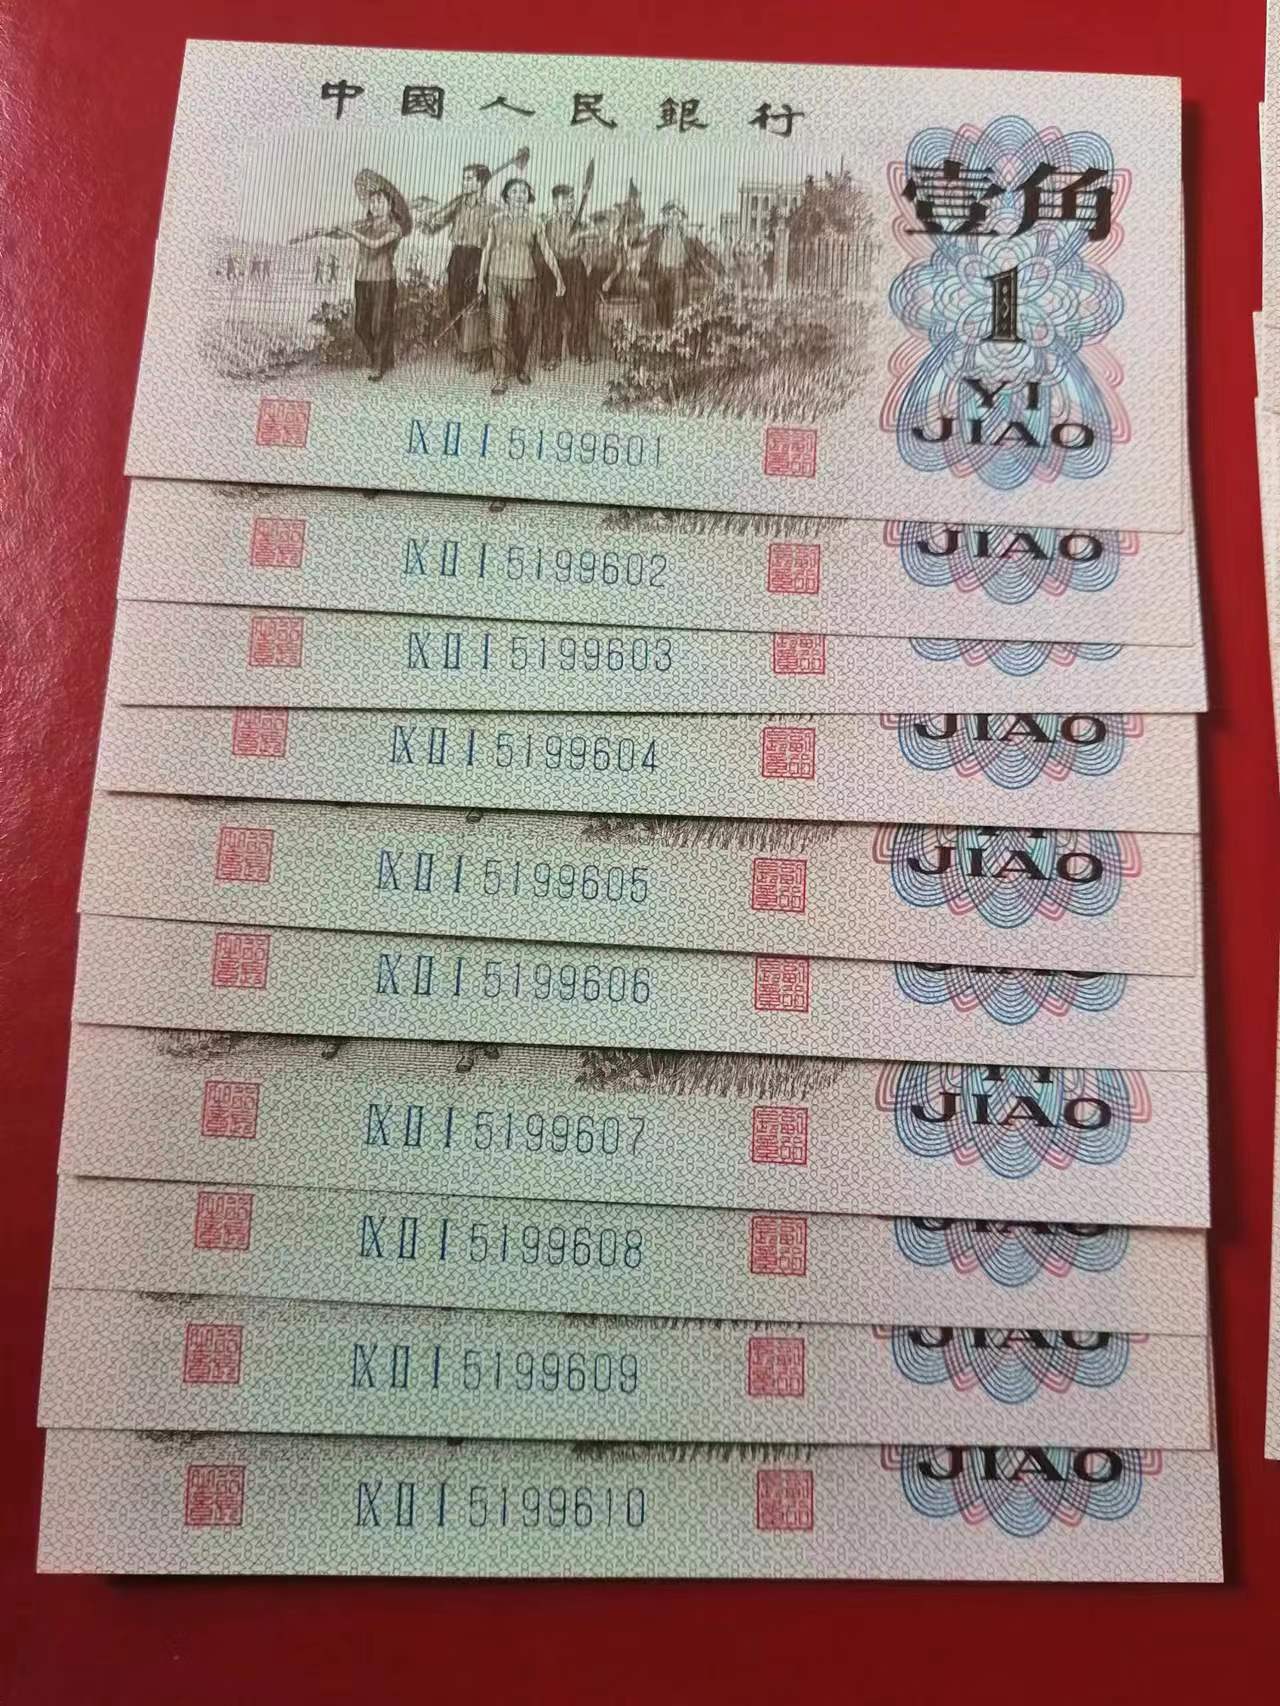 中國人民銀行
壹角
1
YI
JIAO
IX II I 5199601
JIAO
IX II I 5199602
IX II I 5199603
JIAO
IX II I 5199604
JIAO
IX II I 5199605
IX II I 5199606
JIAO
IX II I 5199607
JIAO
IX II I 5199608
JIAO
IX II I 5199609
JIAO
IX II I 5199610